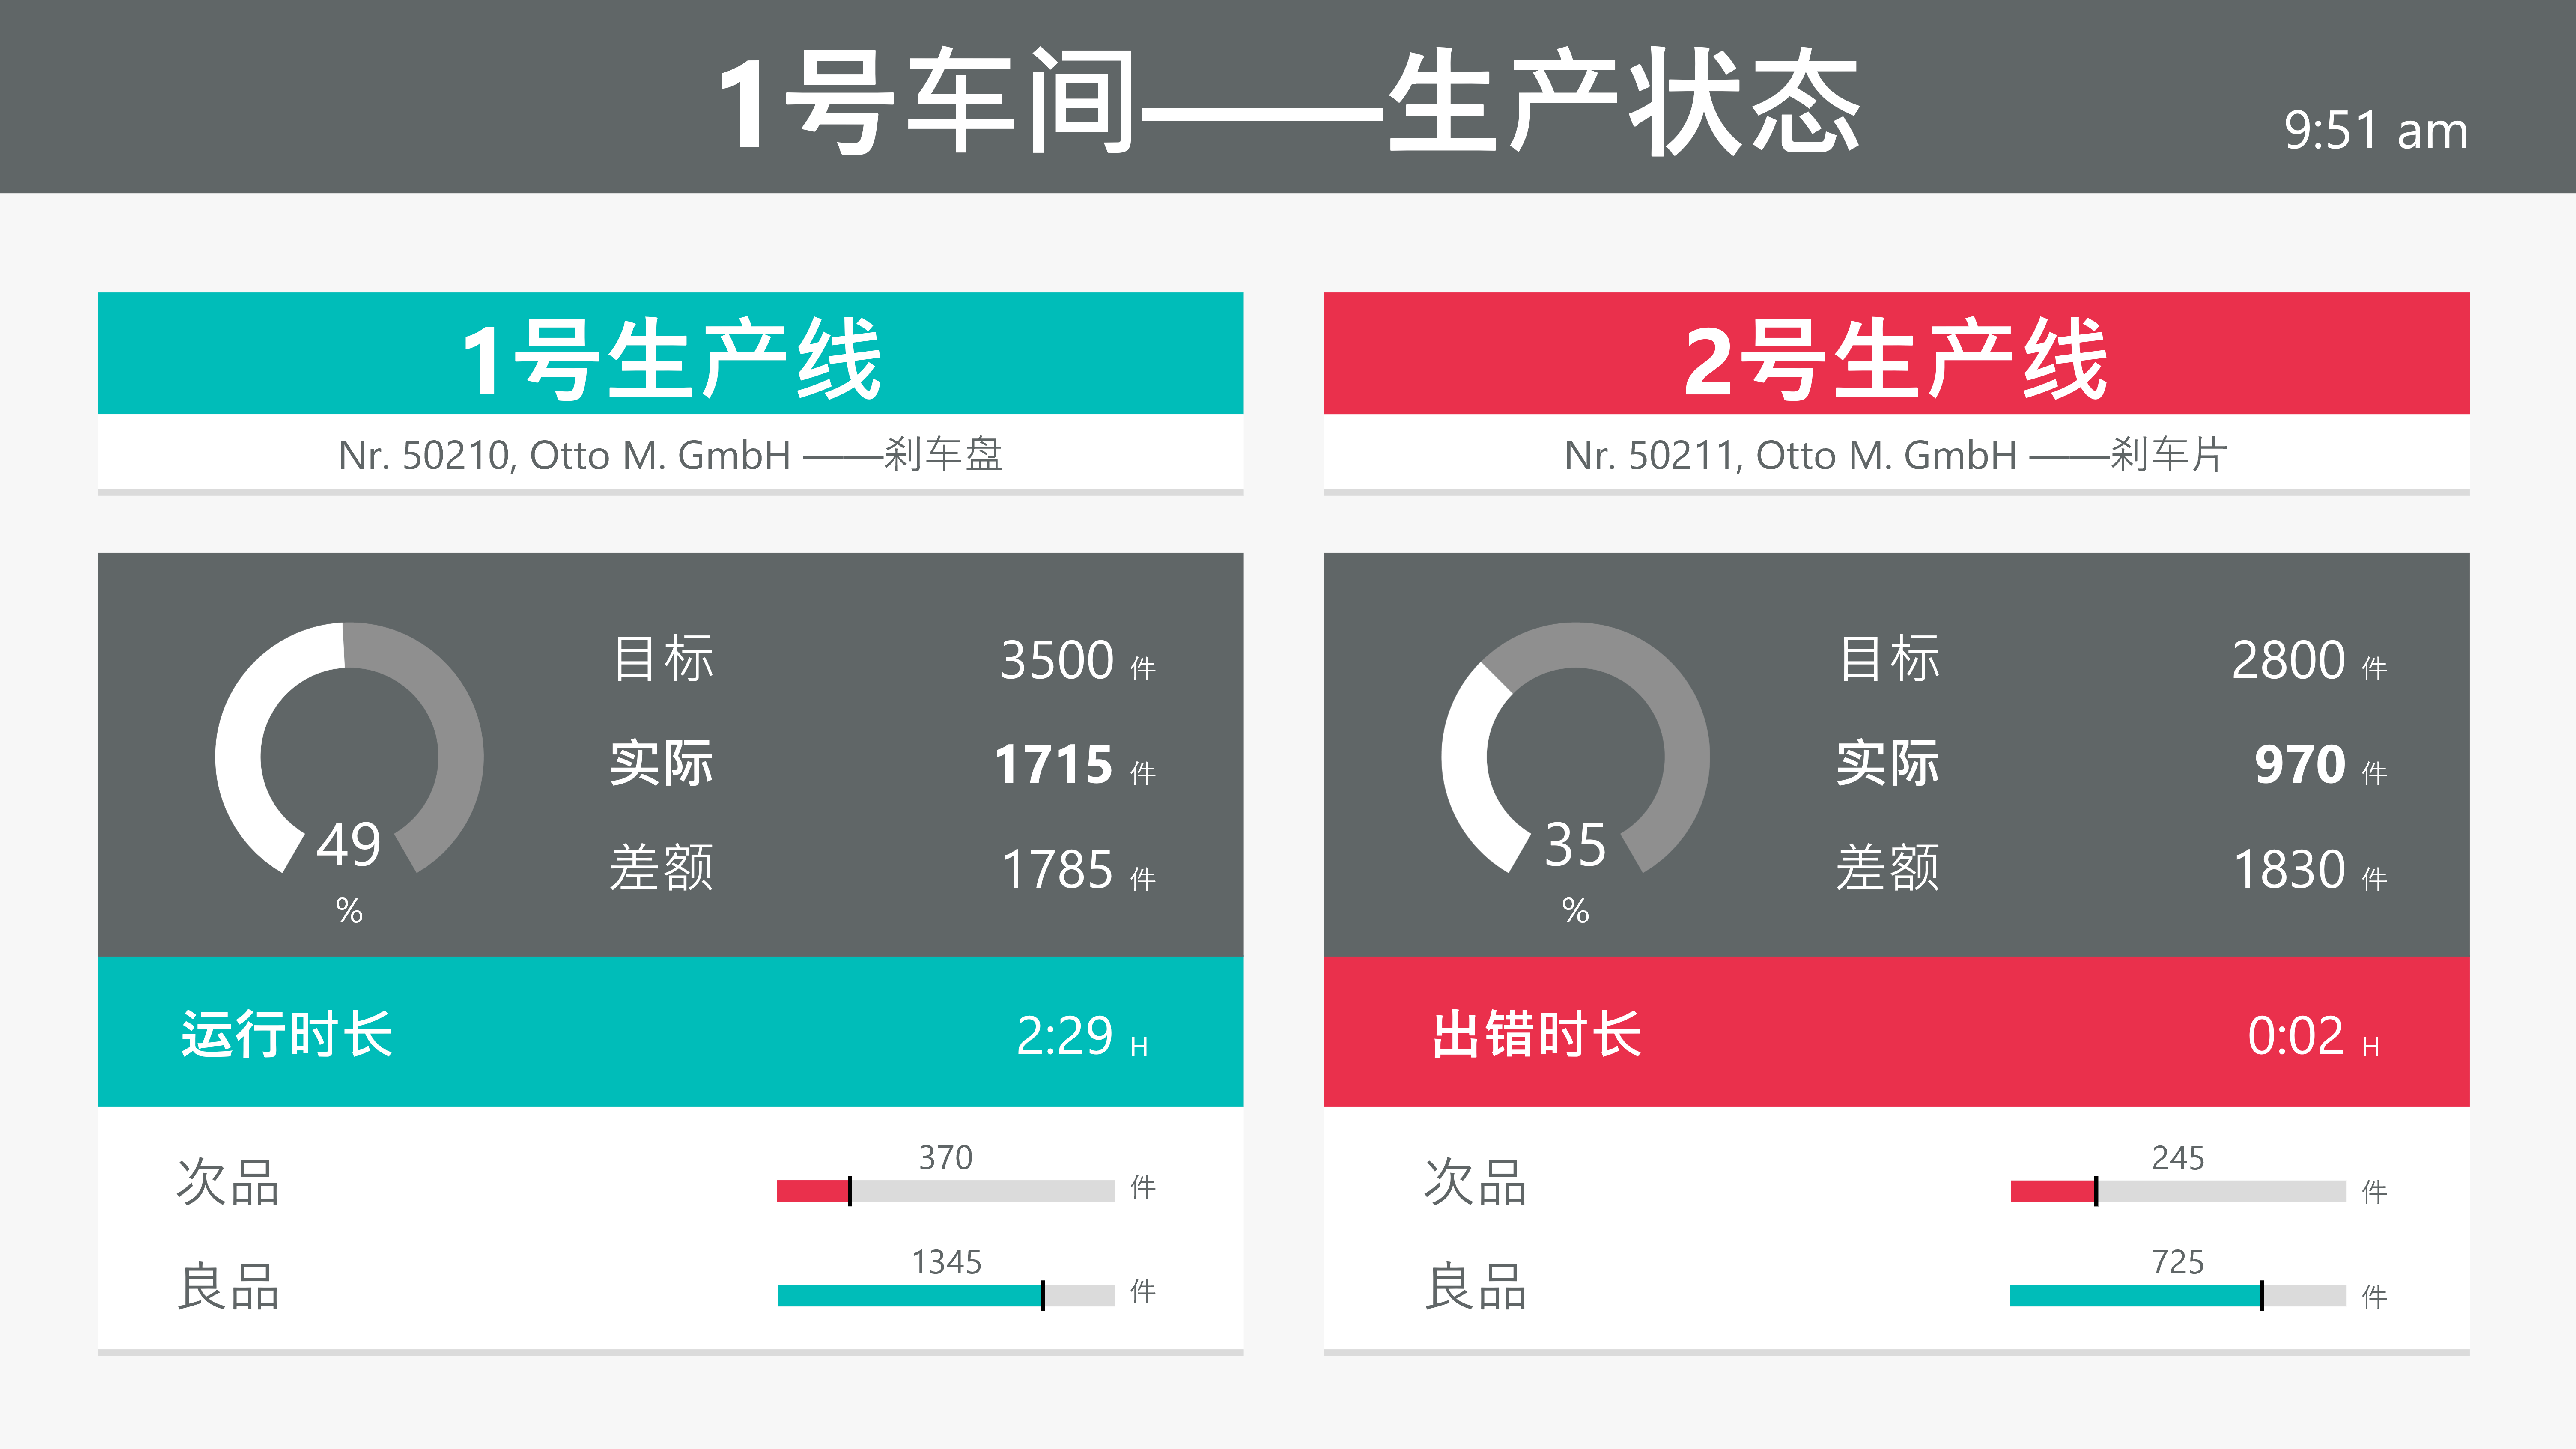 1号车间——生产状态
9:51 am
1号生产线
Nr. 50210, Otto M. GmbH ——刹车盘
目标 3500 件
实际 1715 件
差额 1785 件
49
%
运行时长 2:29 H
次品 370 件
良品 1345 件
2号生产线
Nr. 50211, Otto M. GmbH ——刹车片
目标 2800 件
实际 970 件
差额 1830 件
35
%
出错时长 0:02 H
次品 245 件
良品 725 件